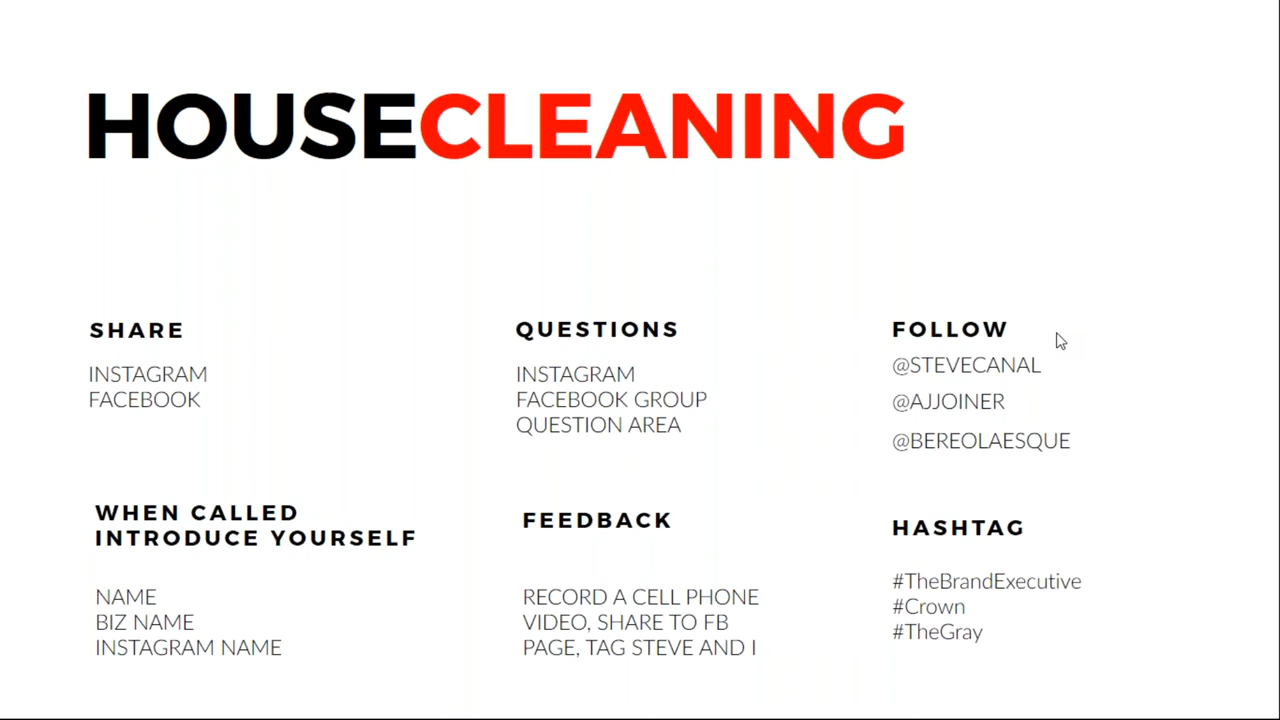 HOUSECLEANING
SHARE
INSTAGRAM
FACEBOOK
QUESTIONS
INSTAGRAM
FACEBOOK GROUP
QUESTION AREA
FOLLOW
@STEVECANAL
@AJJOINER
@BEREOLAESQUE
WHEN CALLED
INTRODUCE YOURSELF
NAME
BIZ NAME
INSTAGRAM NAME
FEEDBACK
RECORD A CELL PHONE
VIDEO, SHARE TO FB
PAGE, TAG STEVE AND I
HASHTAG
#TheBrandExecutive
#Crown
#TheGray